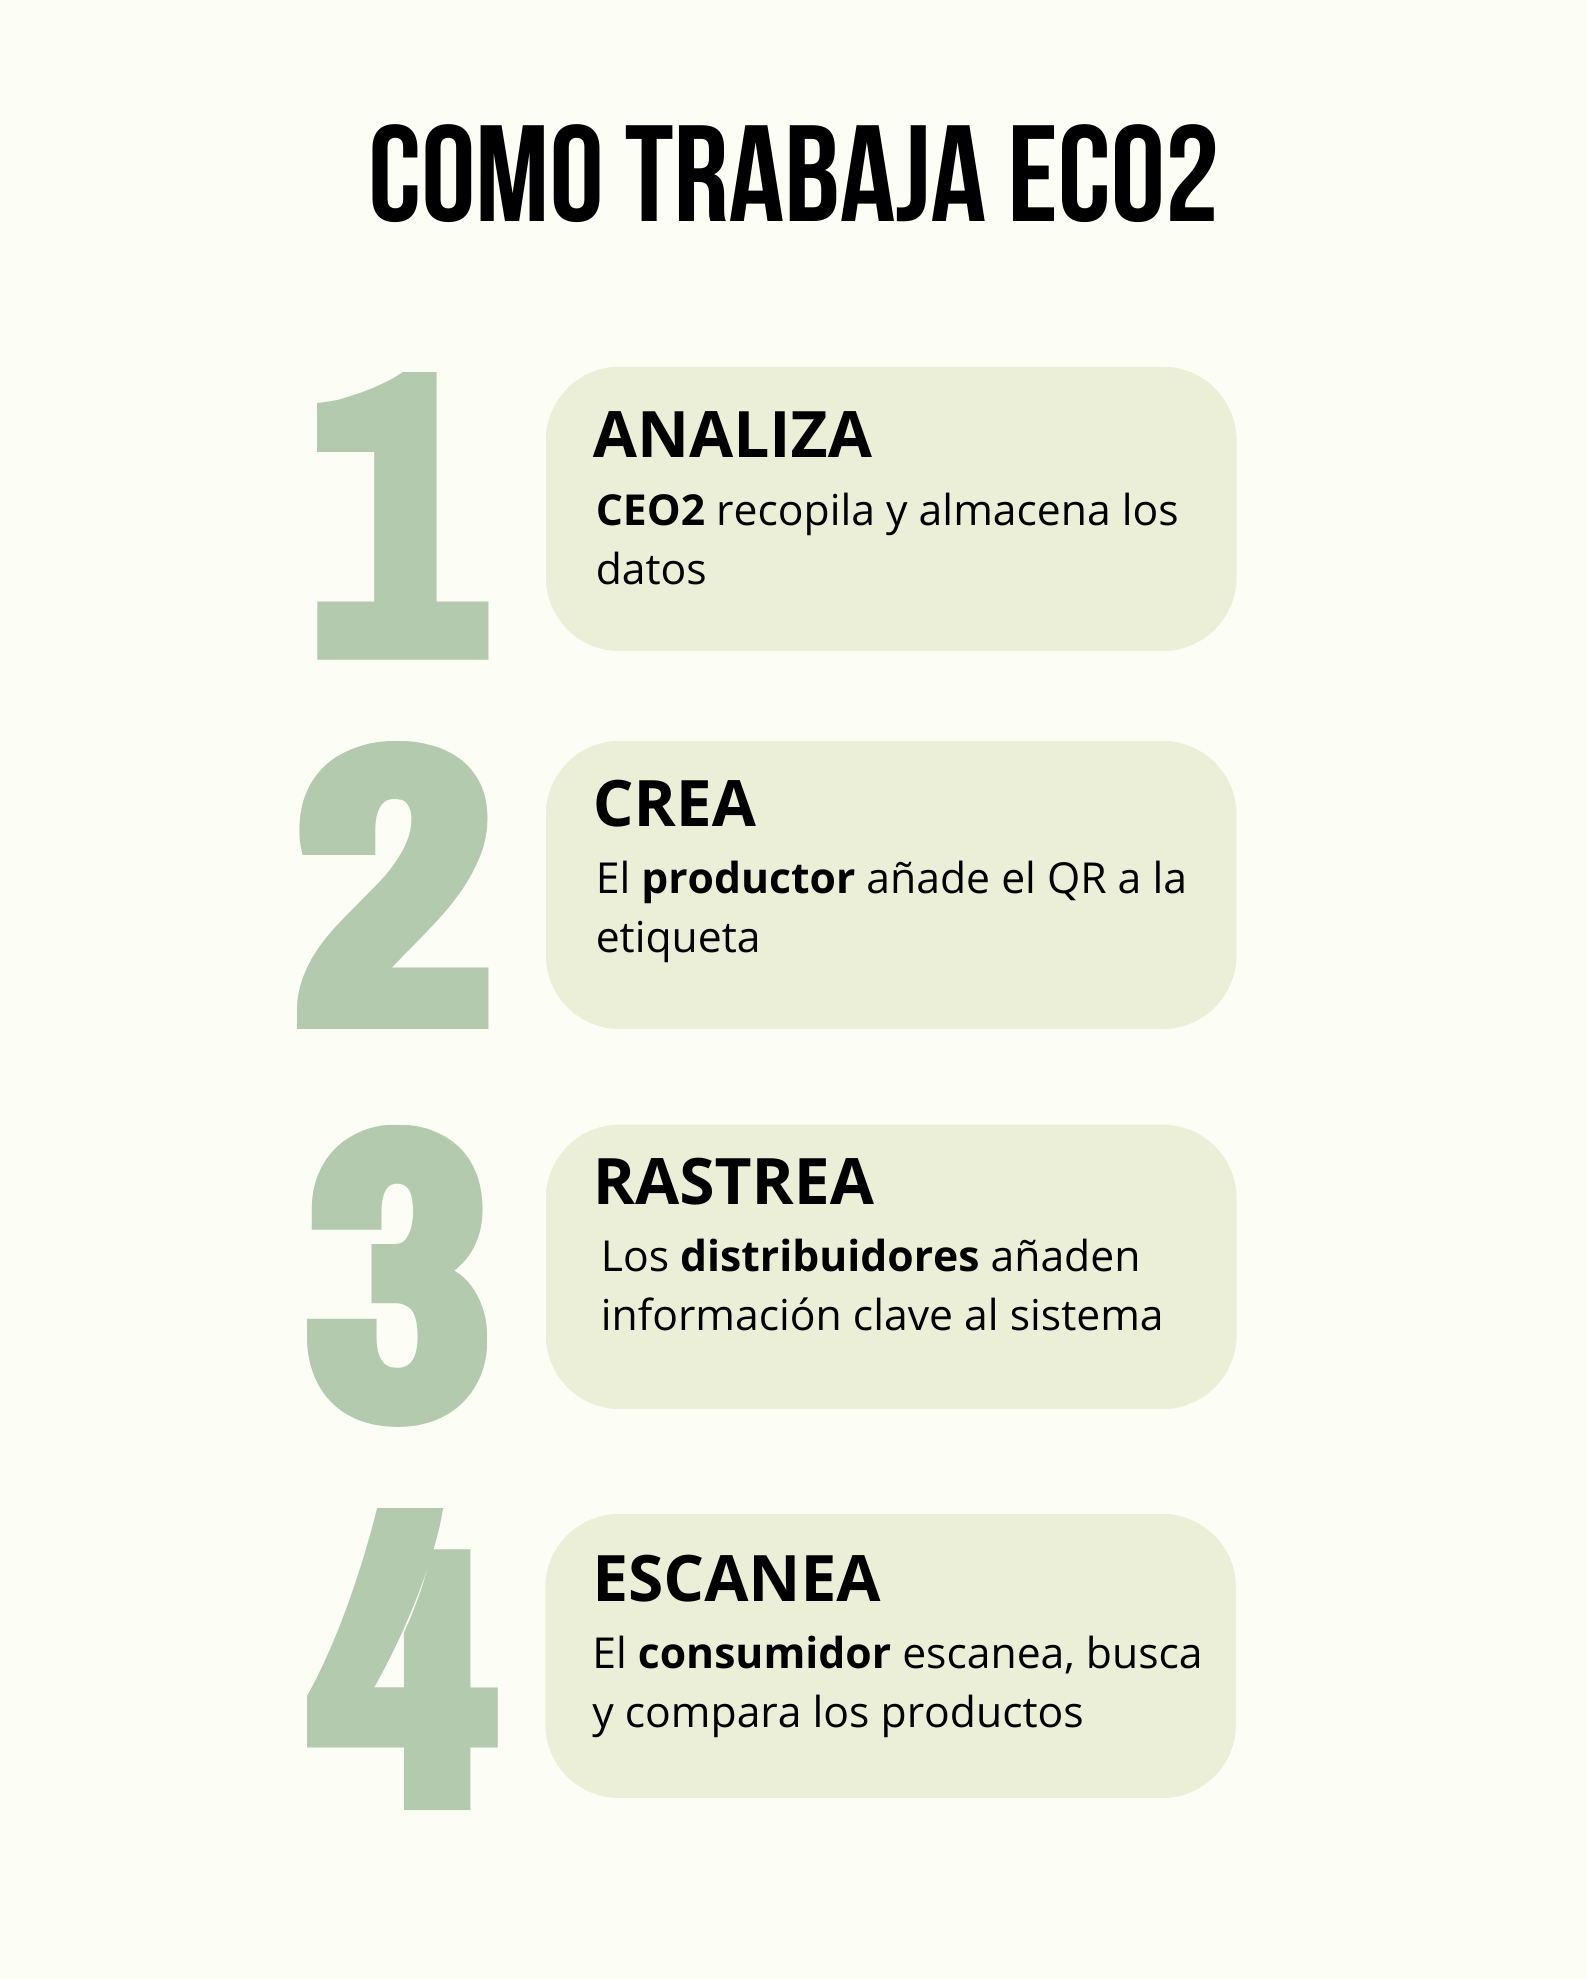 COMO TRABAJA ECO2
1
ANALIZA
CEO2 recopila y almacena los
datos
2
CREA
El productor añade el QR a la
etiqueta
3
RASTREA
Los distribuidores añaden
información clave al sistema
4
ESCANEA
El consumidor escanea, busca
y compara los productos